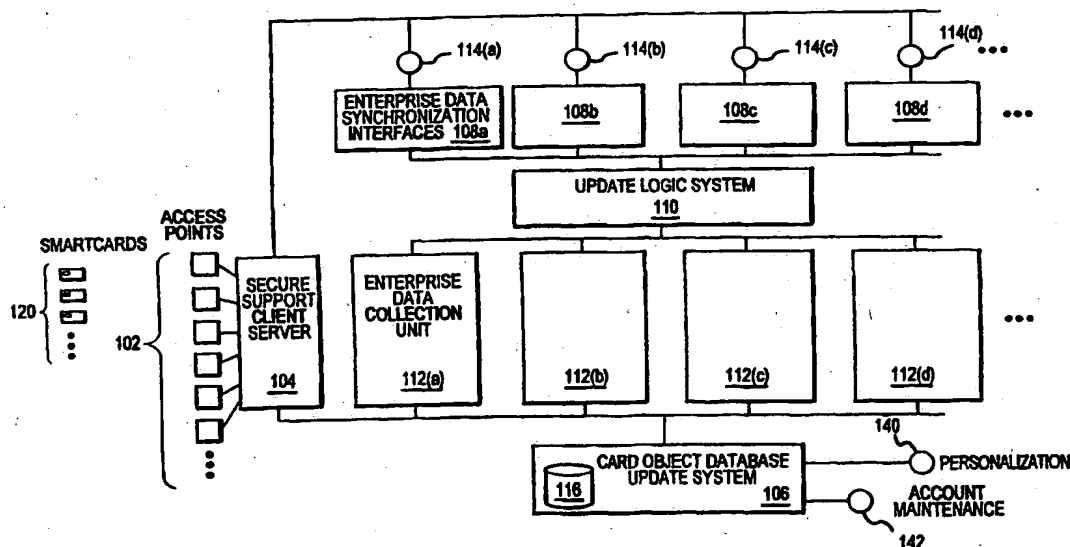 114(a)
114(b)
114(c)
114(d)
ENTERPRISE DATA
SYNCHRONIZATION
INTERFACES 108a
108b
108c
108d
UPDATE LOGIC SYSTEM
110
ACCESS
POINTS
SMARTCARDS
120
102
SECURE
SUPPORT
CLIENT
SERVER
104
ENTERPRISE
DATA
COLLECTION
UNIT
112(a)
112(b)
112(c)
112(d)
CARD OBJECT DATABASE
UPDATE SYSTEM
116
106
140
PERSONALIZATION
ACCOUNT
MAINTENANCE
142